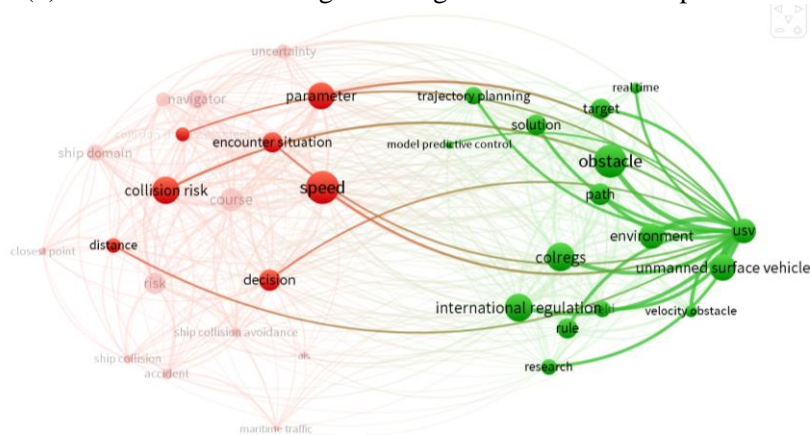 uncertainty
real time
navigator
parameter
trajectory planning
target
solution
encounter situation
model predictive control
ship domain
obstacle
collision risk
speed
course
path
usv
environment
distance
closest point
colregs
unmanned surface vehicle
decision
risk
international regulation
velocity obstacle
rule
ship collision avoidance
ship collision
research
accident
maritime traffic